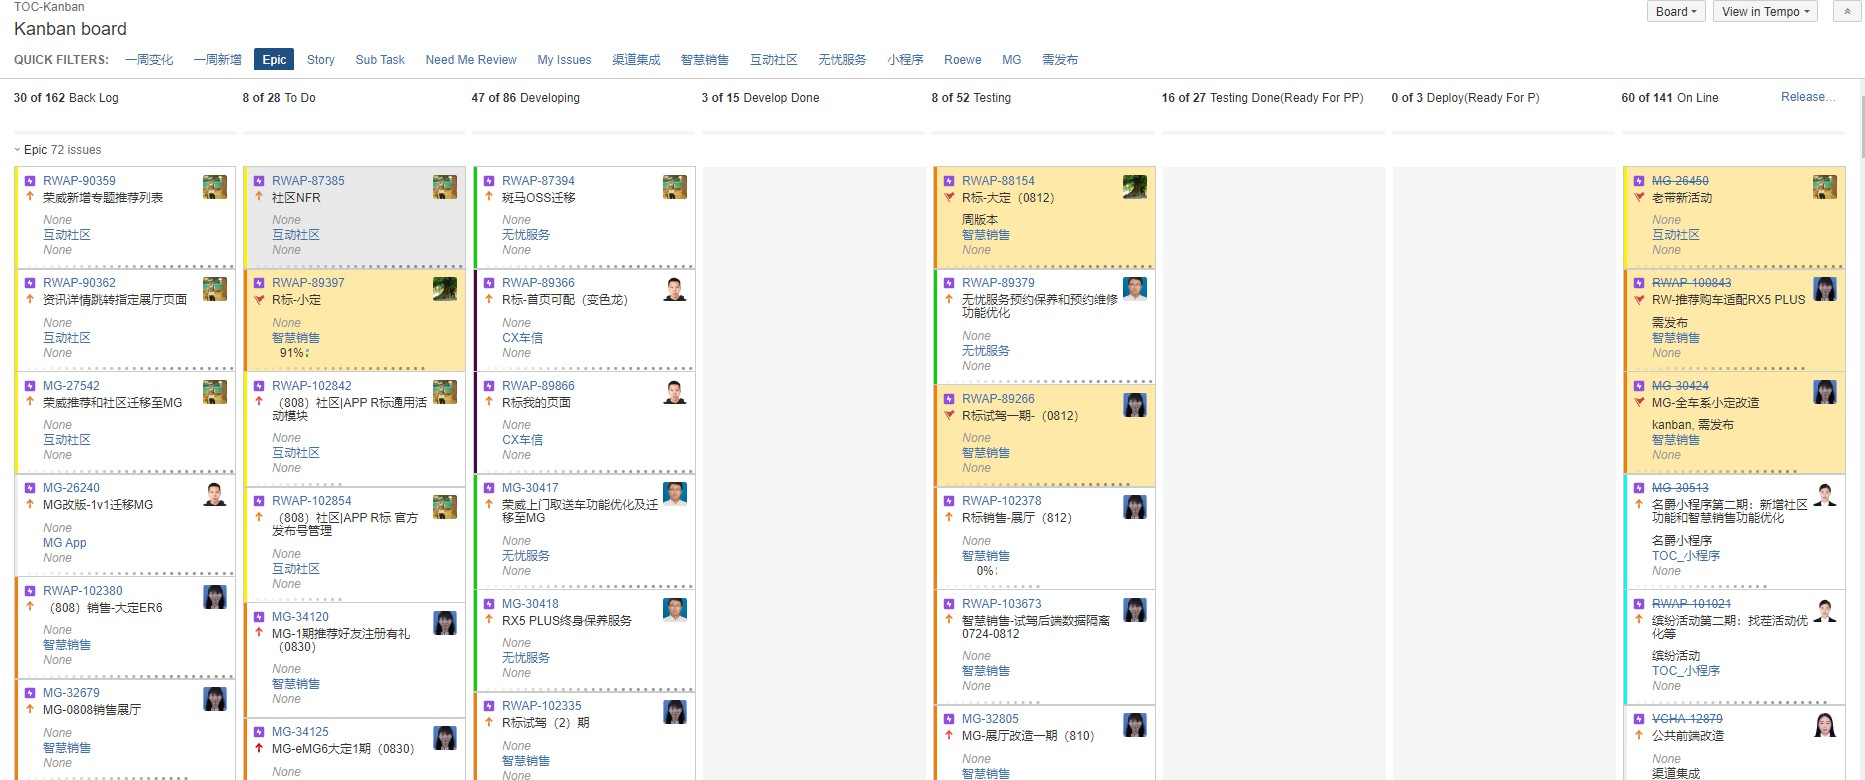 TOC-Kanban
Kanban board
Board
View in Tempo
QUICK FILTERS: 一周变化 一周新增 Epic Story Sub Task Need Me Review My Issues 渠道集成 智慧销售 互动社区 无忧服务 小程序 Roewe MG 需发布
30 of 162 Back Log
8 of 28 To Do
47 of 86 Developing
3 of 15 Develop Done
8 of 52 Testing
16 of 27 Testing Done(Ready For PP)
0 of 3 Deploy(Ready For P)
60 of 141 On Line
Release...
Epic 72 issues
RWAP-90359
荣威新增专题推荐列表
None
互动社区
None
RWAP-90362
资讯详情跳转指定展厅页面
None
互动社区
None
MG-27542
荣威推荐和社区迁移至MG
None
互动社区
None
MG-26240
MG改版-1v1迁移MG
None
MG App
None
RWAP-102380
（808）销售-大定ER6
None
智慧销售
None
MG-32679
MG-0808销售展厅
None
智慧销售
None
RWAP-87385
社区NFR
None
互动社区
None
RWAP-89397
R标-小定
None
智慧销售
91%
RWAP-102842
（808）社区|APP R标通用活
动模块
None
互动社区
None
RWAP-102854
（808）社区|APP R标 官方
发布号管理
None
互动社区
None
MG-34120
MG-1期推荐好友注册有礼
（0830）
None
智慧销售
None
MG-34125
MG-eMG6大定1期（0830）
None
RWAP-87394
斑马OSS迁移
None
无忧服务
None
RWAP-89366
R标-首页可配（变色龙）
None
CX车信
None
RWAP-89866
R标我的页面
None
CX车信
None
MG-30417
荣威上门取送车功能优化及迁
移至MG
None
无忧服务
None
MG-30418
RX5 PLUS终身保养服务
None
无忧服务
None
RWAP-102335
R标试驾（2）期
None
智慧销售
None
RWAP-88154
R标-大定（0812）
周版本
智慧销售
None
RWAP-89379
无忧服务预约保养和预约维修
功能优化
None
无忧服务
None
RWAP-89266
R标试驾一期-（0812）
None
智慧销售
None
RWAP-102378
R标销售-展厅（812）
None
智慧销售
0%
RWAP-103673
智慧销售-试驾后端数据隔离
0724-0812
None
智慧销售
None
MG-32805
MG-展厅改造一期（810）
None
智慧销售
MG-26450
老带新活动
None
互动社区
None
RWAP-100843
RW-推荐购车适配RX5 PLUS
需发布
智慧销售
None
MG-30424
MG-全车系小定改造
kanban, 需发布
智慧销售
None
MG-30513
名爵小程序第二期：新增社区
功能和智慧销售功能优化
名爵小程序
TOC_小程序
None
RWAP-101021
缤纷活动第二期：找茬活动优
化等
缤纷活动
TOC_小程序
None
VCHA-12879
公共前端改造
None
渠道集成